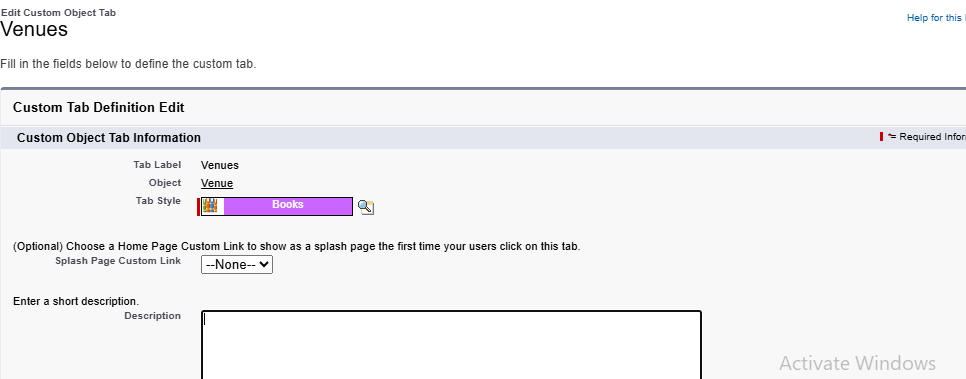 Edit Custom Object Tab
Venues
Help for this
Fill in the fields below to define the custom tab.
Custom Tab Definition Edit
Custom Object Tab Information
= Required Infor
Tab Label Venues
Object Venue
Tab Style Books
(Optional) Choose a Home Page Custom Link to show as a splash page the first time your users click on this tab.
Splash Page Custom Link --None--
Enter a short description.
Description
Activate Windows